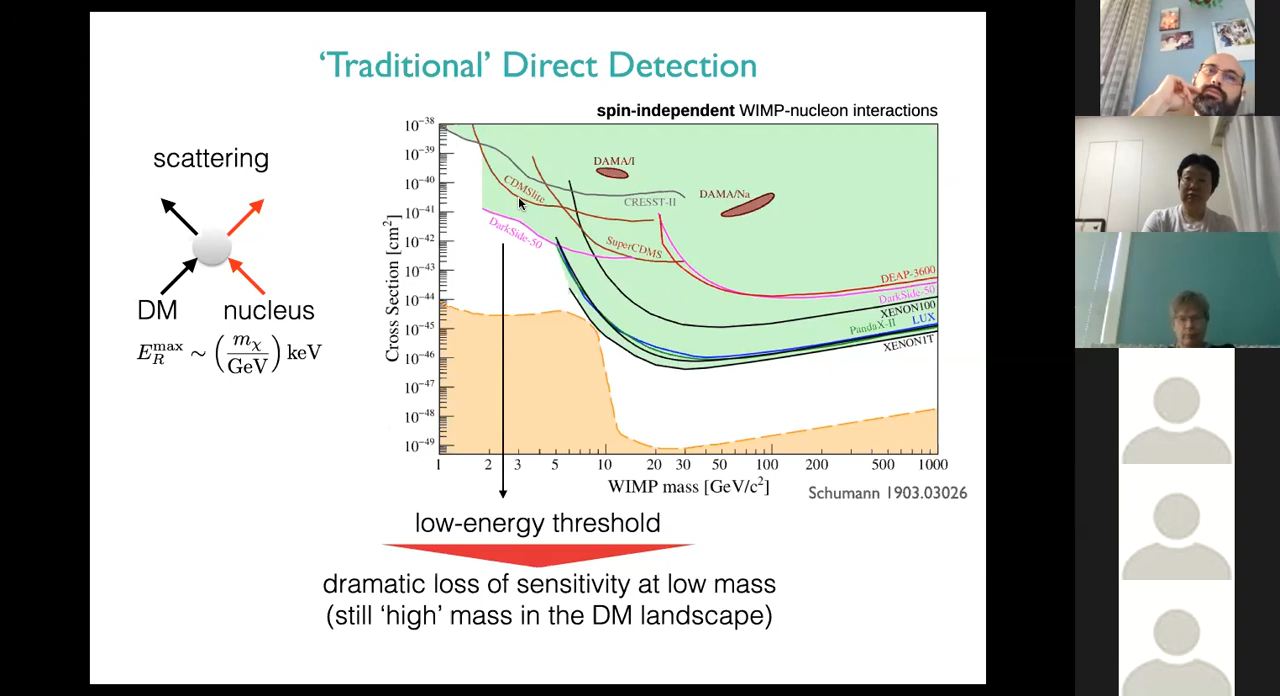 ‘Traditional’ Direct Detection
scattering
DM
nucleus
E_R^max ∼ (m_χ/GeV) keV
spin-independent WIMP-nucleon interactions
Cross Section [cm²]
10⁻³⁸
10⁻³⁹
10⁻⁴⁰
10⁻⁴¹
10⁻⁴²
10⁻⁴³
10⁻⁴⁴
10⁻⁴⁵
10⁻⁴⁶
10⁻⁴⁷
10⁻⁴⁸
10⁻⁴⁹
DAMA/I
DAMA/Na
CDMSlite
CRESST-II
DarkSide-50
SuperCDMS
DEAP-3600
DarkSide-50
XENON100
PandaX-II
LUX
XENON1T
1 2 3 5 10 20 30 50 100 200 500 1000
WIMP mass [GeV/c²]
Schumann 1903.03026
low-energy threshold
dramatic loss of sensitivity at low mass
(still ‘high’ mass in the DM landscape)